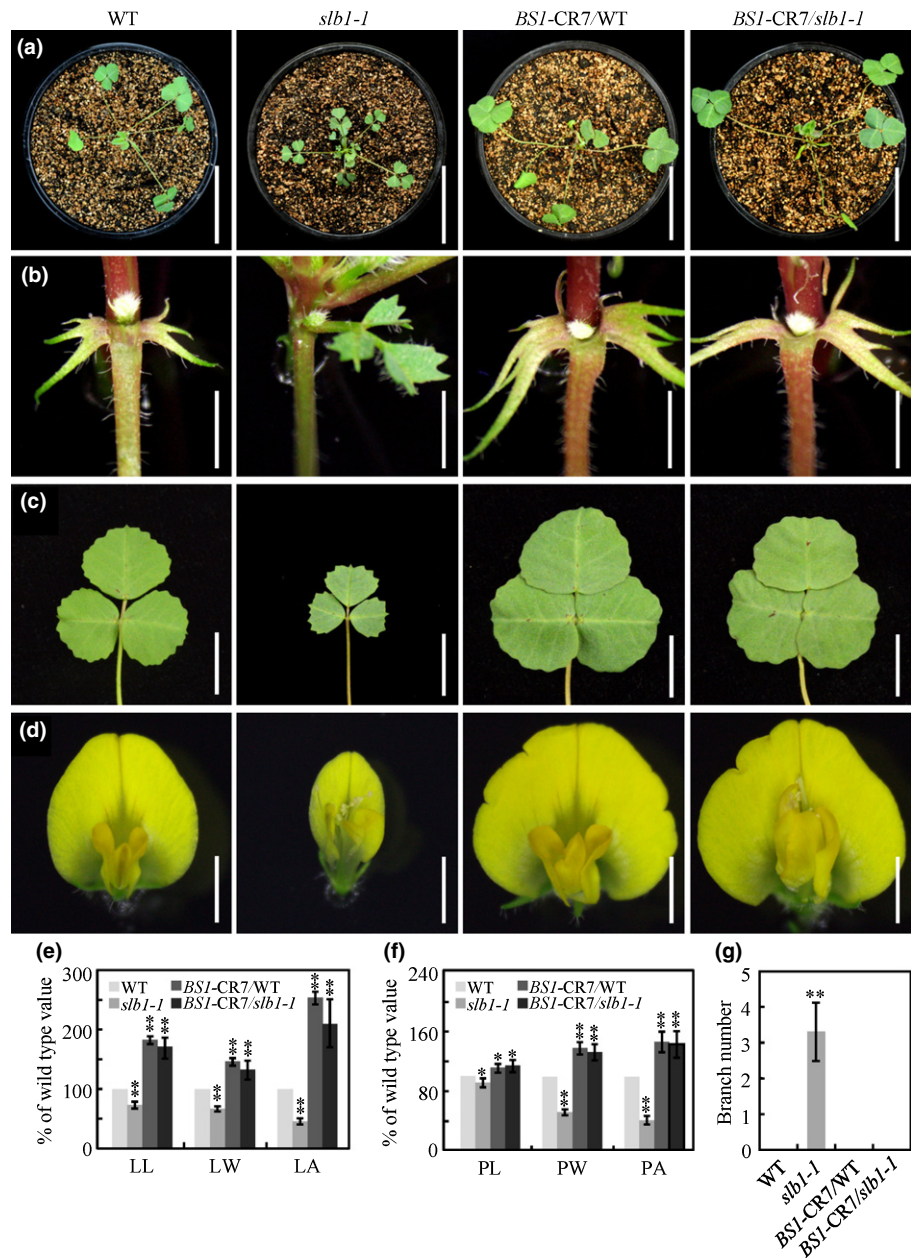 WT slb1-1 BS1-CR7/WT BS1-CR7/slb1-1
(a)
(b)
(c)
(d)
(e)
% of wild type value
300
200
100
0
WT BS1-CR7/WT
slb1-1 BS1-CR7/slb1-1
** ** ** ** ** ** ** ** **
LL LW LA
(f)
% of wild type value
240
160
80
0
WT BS1-CR7/WT
slb1-1 BS1-CR7/slb1-1
* * * ** ** ** ** ** **
PL PW PA
(g)
Branch number
5
4
3
2
1
0
**
WT
slb1-1
BS1-CR7/WT
BS1-CR7/slb1-1